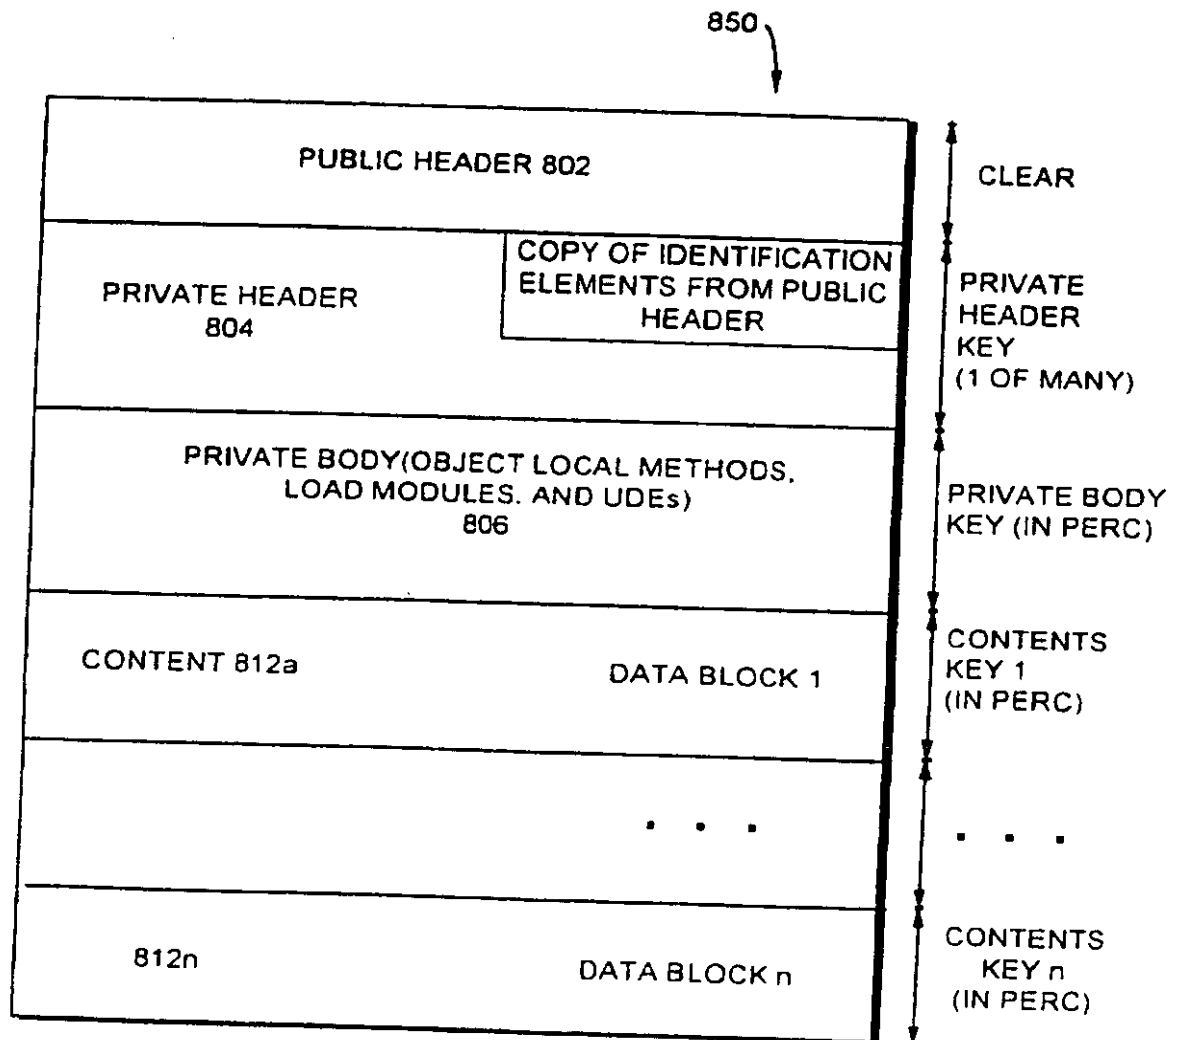 850
PUBLIC HEADER 802
CLEAR
COPY OF IDENTIFICATION
ELEMENTS FROM PUBLIC
HEADER
PRIVATE HEADER
804
PRIVATE
HEADER
KEY
(1 OF MANY)
PRIVATE BODY(OBJECT LOCAL METHODS,
LOAD MODULES. AND UDEs)
806
PRIVATE BODY
KEY (IN PERC)
CONTENT 812a
DATA BLOCK 1
CONTENTS
KEY 1
(IN PERC)
. . .
. . .
812n
DATA BLOCK n
CONTENTS
KEY n
(IN PERC)